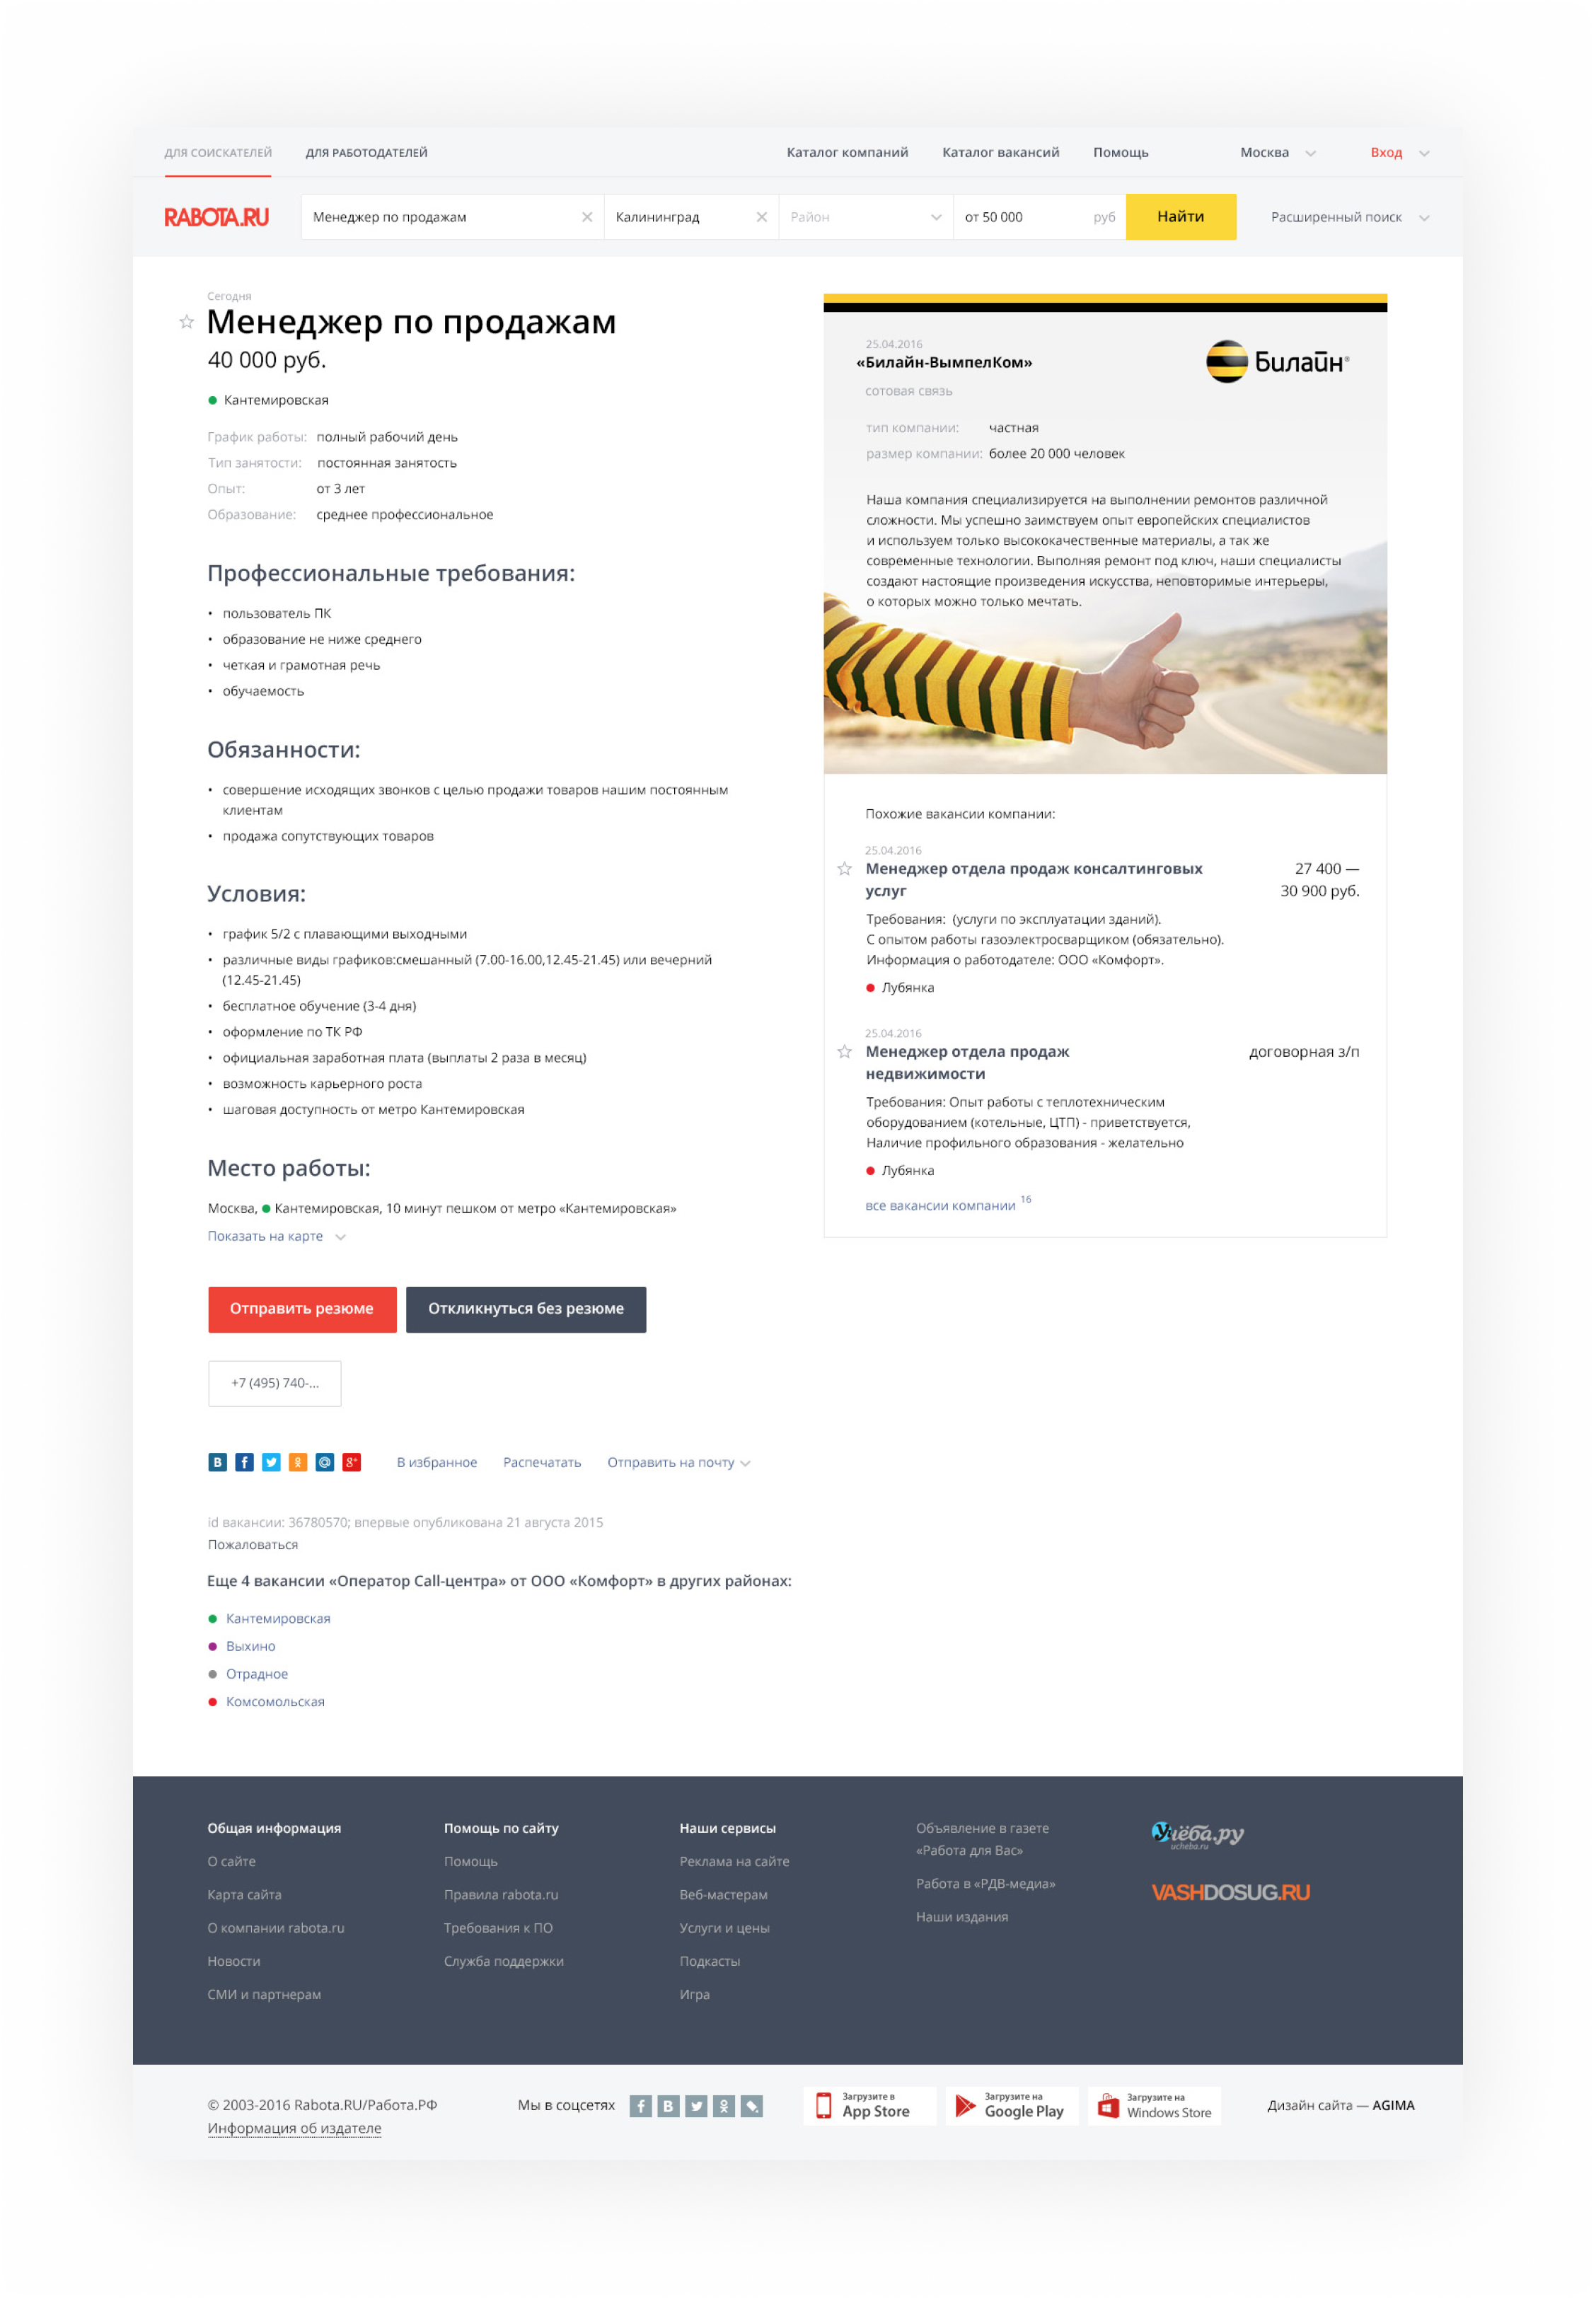 ДЛЯ СОИСКАТЕЛЕЙ ДЛЯ РАБОТОДАТЕЛЕЙ Каталог компаний Каталог вакансий Помощь Москва Вход
RABOTA.RU Менеджер по продажам Калининград Район от 50 000 руб Найти Расширенный поиск
Сегодня
Менеджер по продажам
40 000 руб.
Кантемировская
График работы: полный рабочий день
Тип занятости: постоянная занятость
Опыт: от 3 лет
Образование: среднее профессиональное
Профессиональные требования:
• пользователь ПК
• образование не ниже среднего
• четкая и грамотная речь
• обучаемость
Обязанности:
• совершение исходящих звонков с целью продажи товаров нашим постоянным
клиентам
• продажа сопутствующих товаров
Условия:
• график 5/2 с плавающими выходными
• различные виды графиков:смешанный (7.00-16.00,12.45-21.45) или вечерний
(12.45-21.45)
• бесплатное обучение (3-4 дня)
• оформление по ТК РФ
• официальная заработная плата (выплаты 2 раза в месяц)
• возможность карьерного роста
• шаговая доступность от метро Кантемировская
Место работы:
Москва, Кантемировская, 10 минут пешком от метро «Кантемировская»
Показать на карте
Отправить резюме Откликнуться без резюме
+7 (495) 740-...
В избранное Распечатать Отправить на почту
id вакансии: 36780570; впервые опубликована 21 августа 2015
Пожаловаться
Еще 4 вакансии «Оператор Call-центра» от ООО «Комфорт» в других районах:
Кантемировская
Выхино
Отрадное
Комсомольская
25.04.2016
«Билайн-ВымпелКом»
Билайн®
сотовая связь
тип компании: частная
размер компании: более 20 000 человек
Наша компания специализируется на выполнении ремонтов различной
сложности. Мы успешно заимствуем опыт европейских специалистов
и используем только высококачественные материалы, а так же
современные технологии. Выполняя ремонт под ключ, наши специалисты
создают настоящие произведения искусства, неповторимые интерьеры,
о которых можно только мечтать.
Похожие вакансии компании:
25.04.2016
Менеджер отдела продаж консалтинговых 27 400 —
услуг 30 900 руб.
Требования: (услуги по эксплуатации зданий).
С опытом работы газоэлектросварщиком (обязательно).
Информация о работодателе: ООО «Комфорт».
Лубянка
25.04.2016
Менеджер отдела продаж договорная з/п
недвижимости
Требования: Опыт работы с теплотехническим
оборудованием (котельные, ЦТП) - приветствуется,
Наличие профильного образования - желательно
Лубянка
все вакансии компании 16
Общая информация
О сайте
Карта сайта
О компании rabota.ru
Новости
СМИ и партнерам
Помощь по сайту
Помощь
Правила rabota.ru
Требования к ПО
Служба поддержки
Наши сервисы
Реклама на сайте
Веб-мастерам
Услуги и цены
Подкасты
Игра
Объявление в газете
«Работа для Вас»
Работа в «РДВ-медиа»
Наши издания
Учёба.ру
ucheba.ru
VASHDOSUG.RU
© 2003-2016 Rabota.RU/Работа.РФ
Информация об издателе
Мы в соцсетях
Загрузите в
App Store
Загрузите на
Google Play
Загрузите на
Windows Store
Дизайн сайта — AGIMA